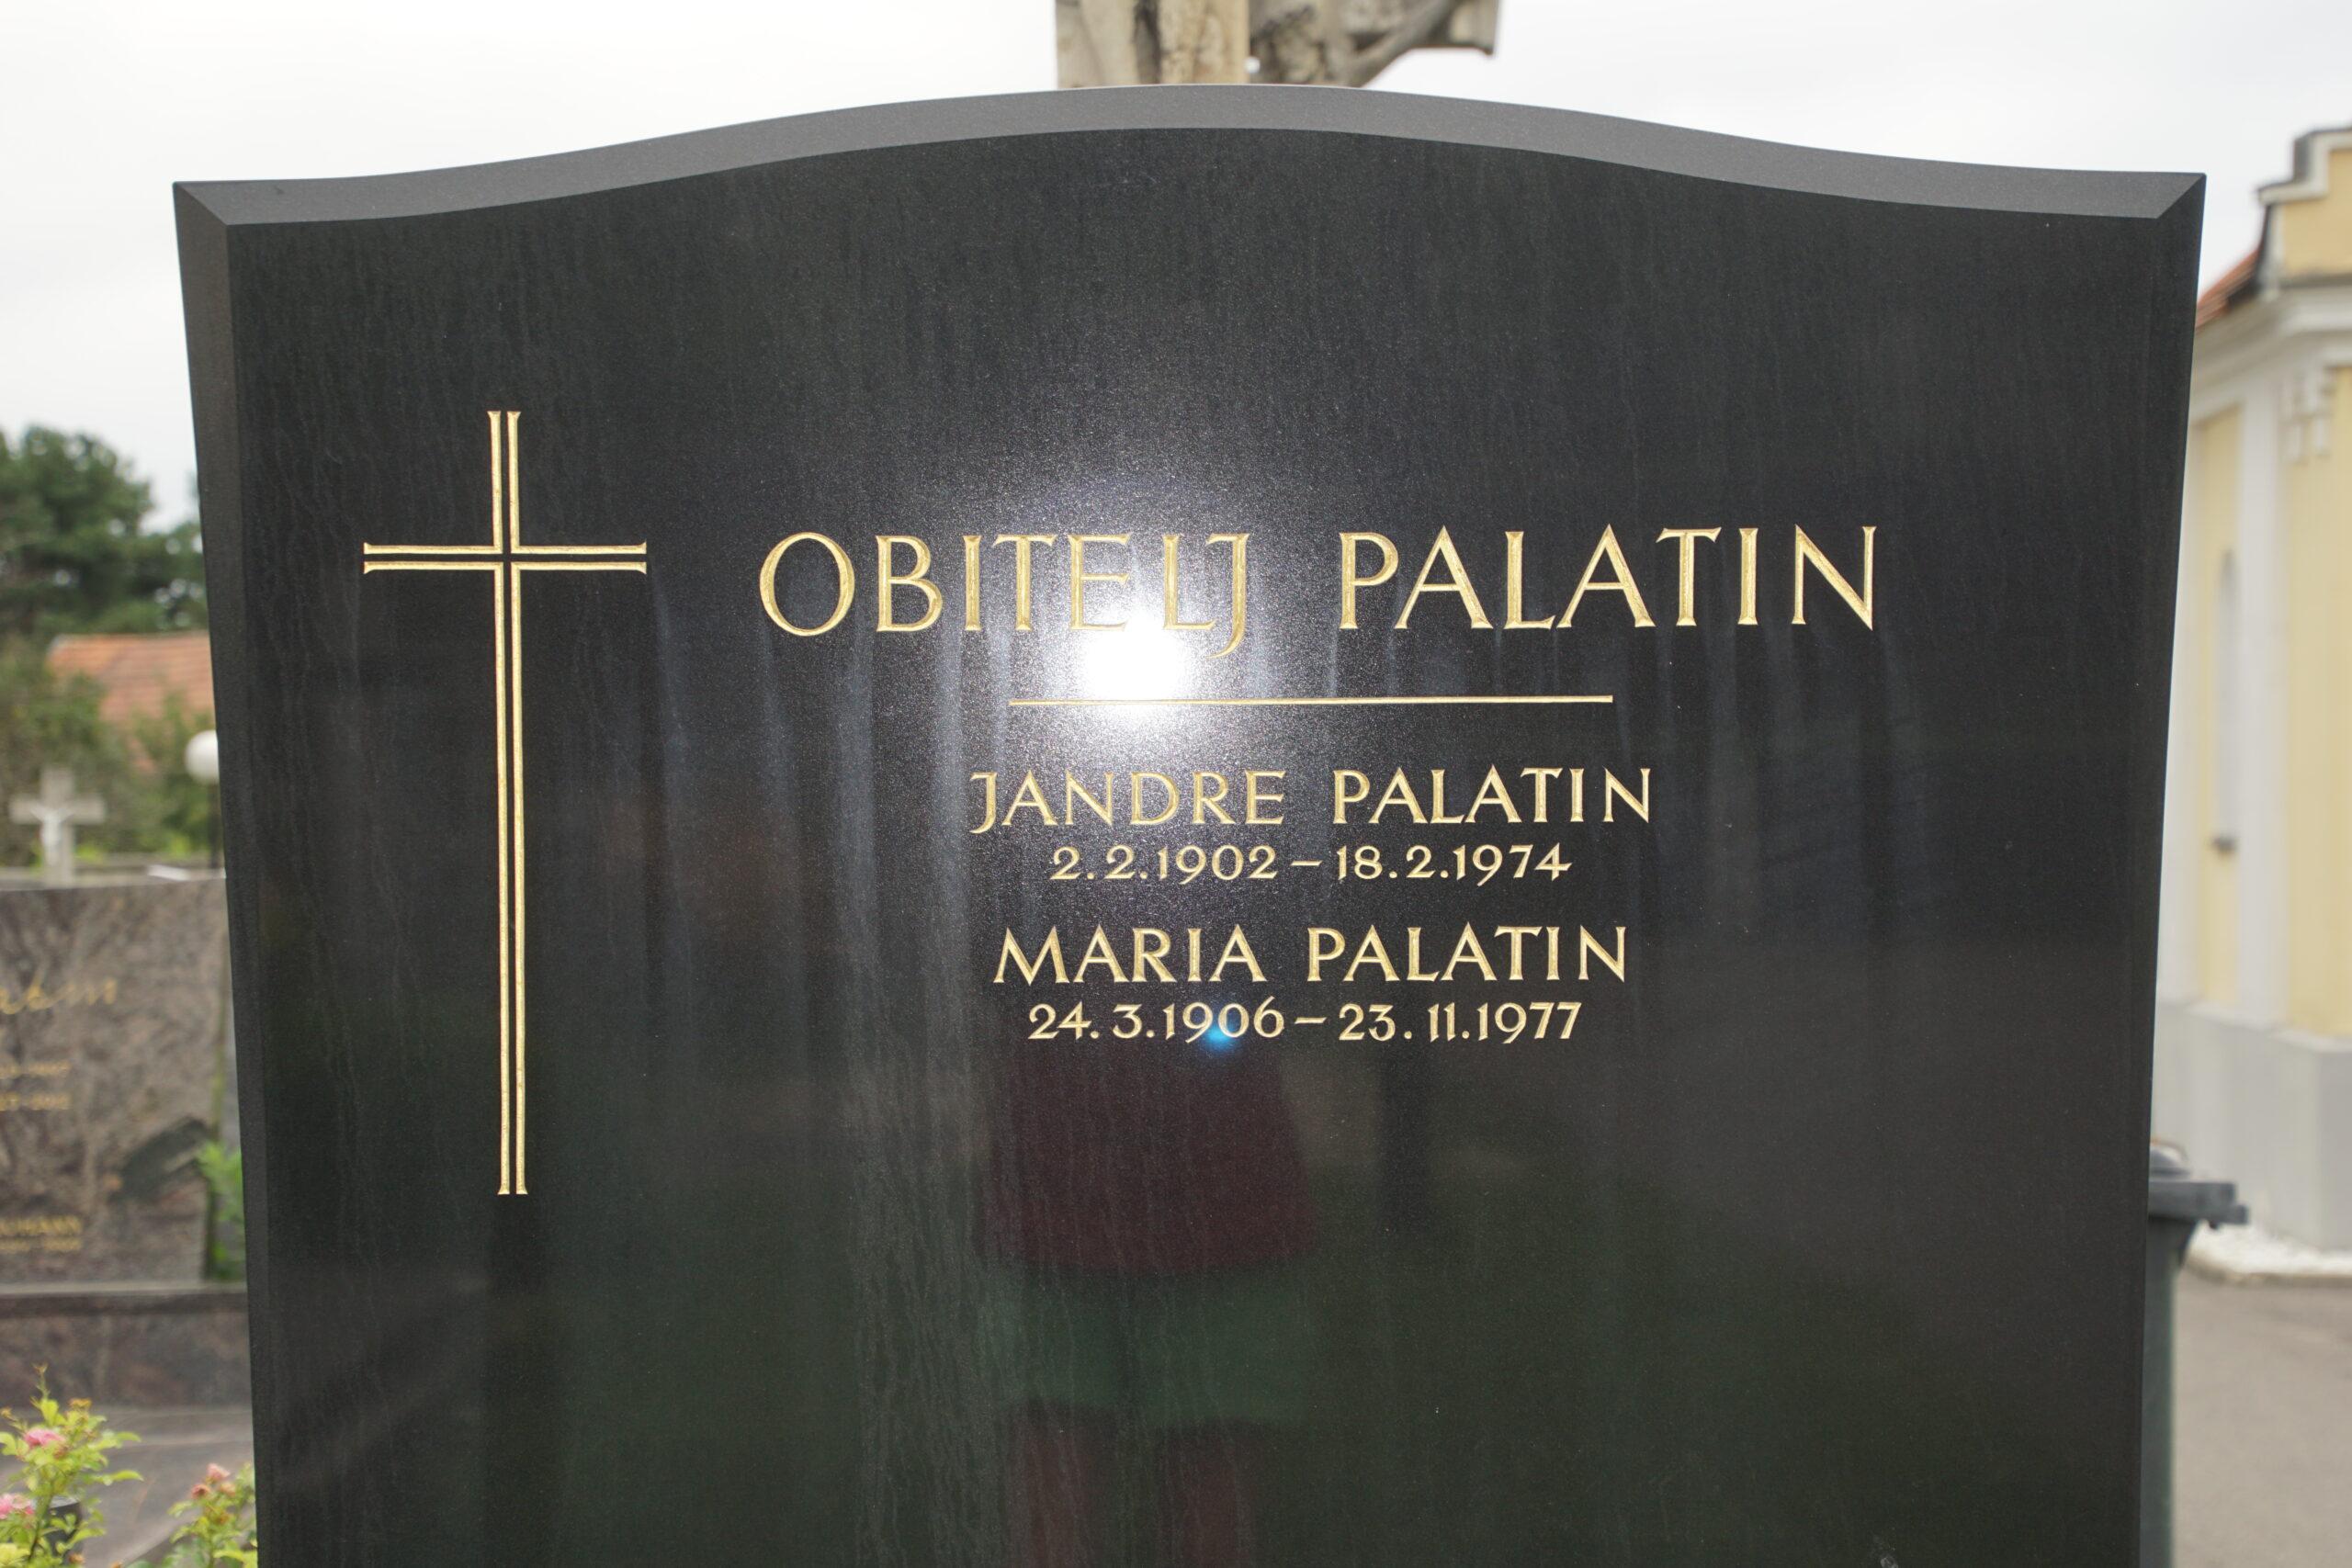 OBITELJ PALATIN
JANDRE PALATIN
2.2.1902 – 18.2.1974
MARIA PALATIN
24.3.1906 – 23.11.1977